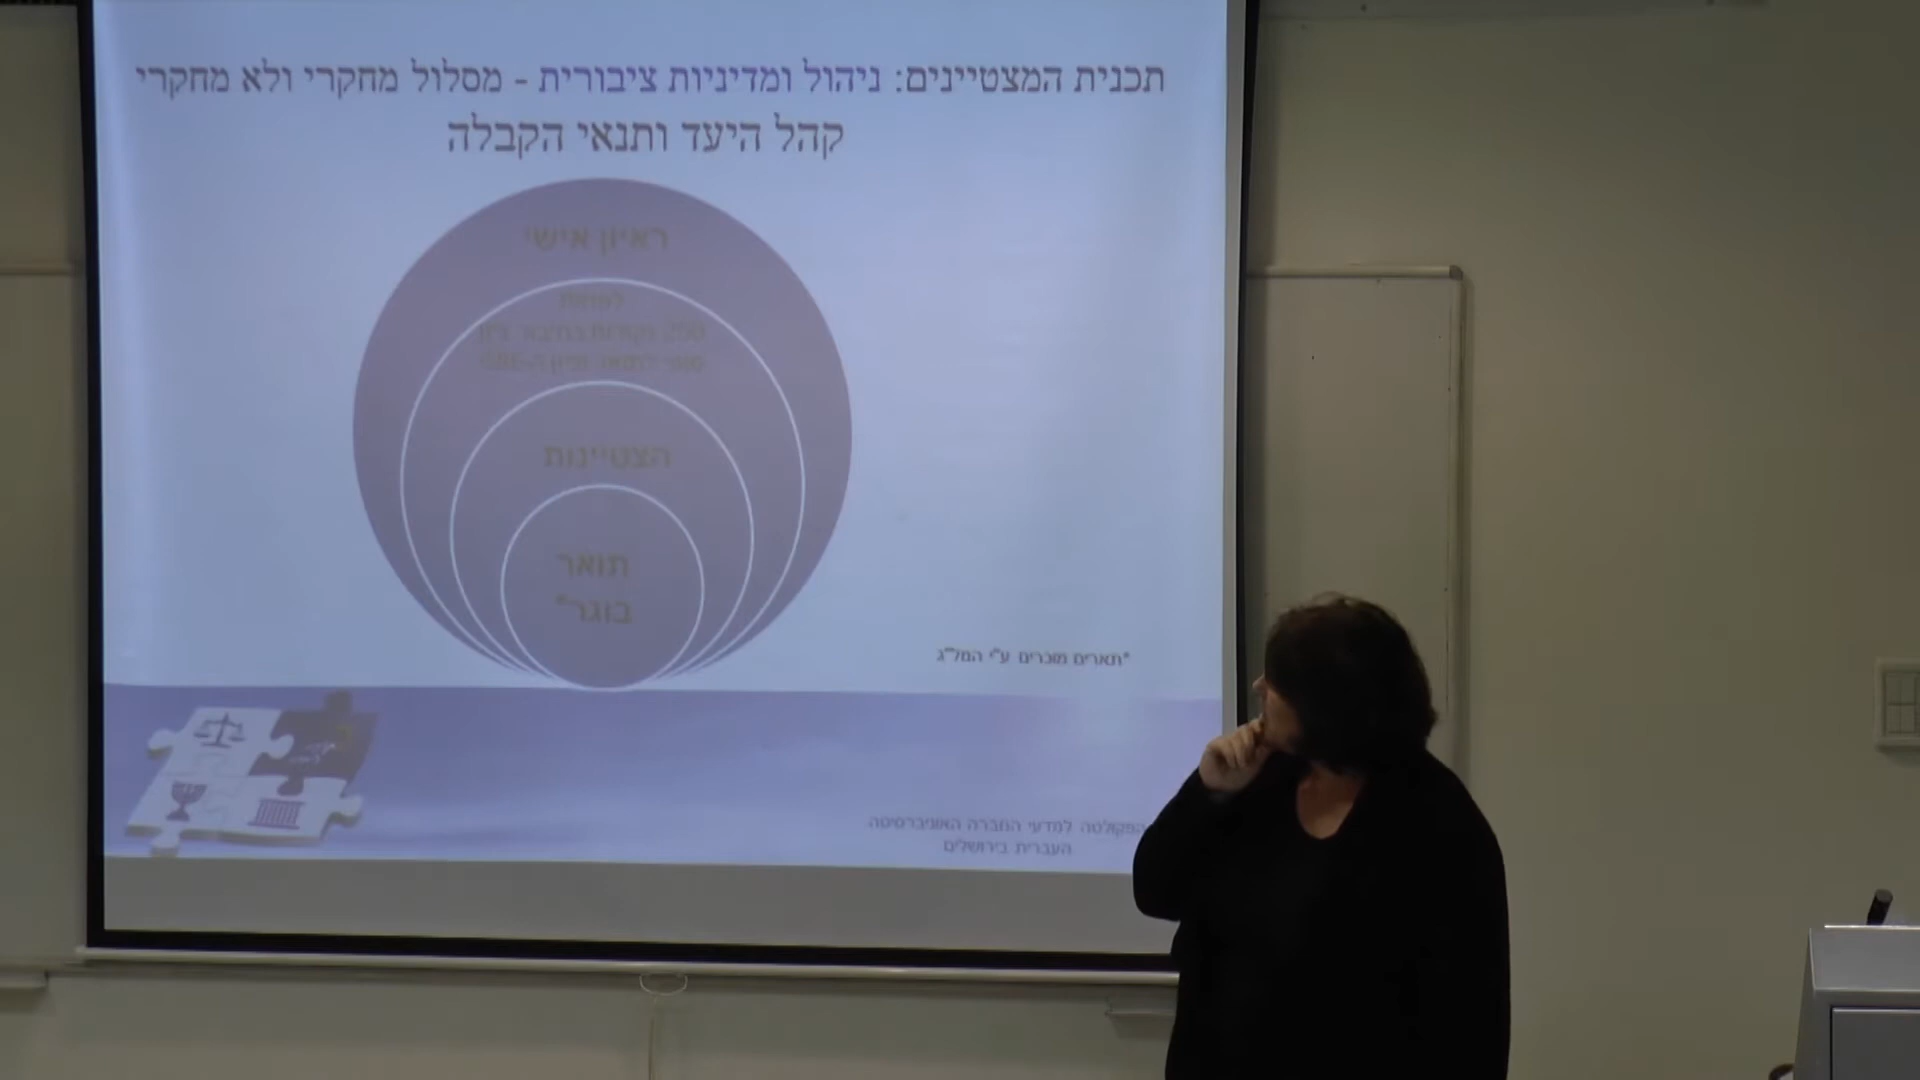 תכנית המצטיינים: ניהול ומדיניות ציבורית - מסלול מחקרי ולא מחקרי
קהל היעד ותנאי הקבלה
ראיון אישי
לפחות
הצטיינות
תואר
בוגר*
*תארים מוכרים ע"י המל"ג
הפקולטה למדעי החברה האוניברסיטה
העברית בירושלים